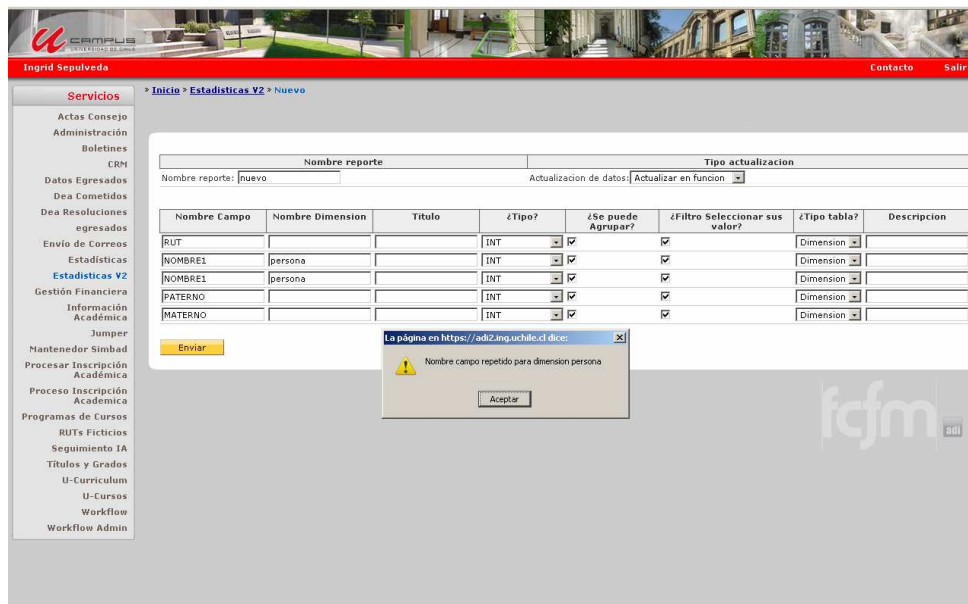 U CAMPUS
UNIVERSIDAD DE CHILE
Ingrid Sepulveda
Contacto
Salir
Servicios
Actas Consejo
Administración
Boletines
CRM
Datos Egresados
Dea Cometidos
Dea Resoluciones
egresados
Envío de Correos
Estadísticas
Estadisticas V2
Gestión Financiera
Información
Académica
Jumper
Mantenedor Simbad
Procesar Inscripción
Académica
Proceso Inscripción
Academica
Programas de Cursos
RUTs Ficticios
Seguimiento IA
Títulos y Grados
U-Curriculum
U-Cursos
Workflow
Workflow Admin
» Inicio » Estadisticas V2 » Nuevo
Nombre reporte Tipo actualizacion
Nombre reporte: nuevo Actualizacion de datos: Actualizar en funcion
Nombre Campo Nombre Dimension Titulo ¿Tipo? ¿Se puede Agrupar? ¿Filtro Seleccionar sus valor? ¿Tipo tabla? Descripcion
RUT INT Dimension
NOMBRE1 persona INT Dimension
NOMBRE1 persona INT Dimension
PATERNO INT Dimension
MATERNO INT Dimension
Enviar
La página en https://adi2.ing.uchile.cl dice:
Nombre campo repetido para dimension persona
Aceptar
fcfm adi